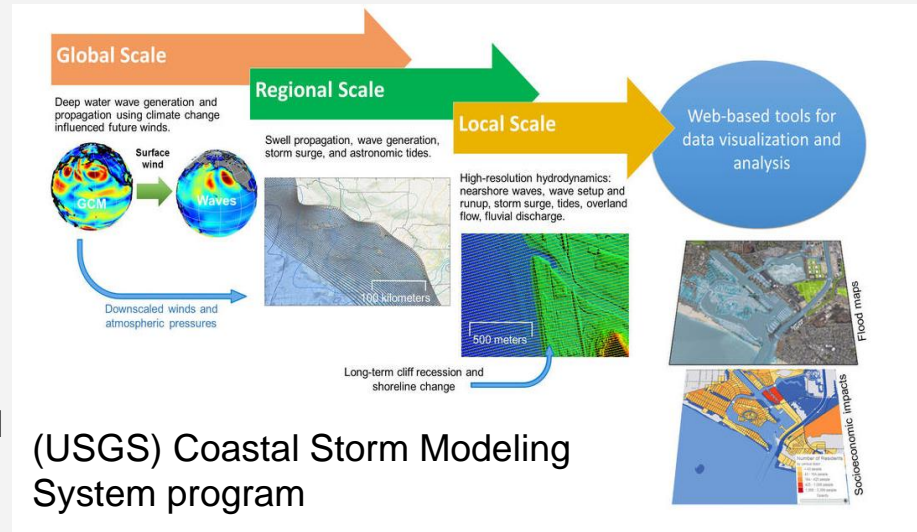 Global Scale
Deep water wave generation and
propagation using climate change
influenced future winds.
Surface
wind
GCM
Waves
Downscaled winds and
atmospheric pressures
Regional Scale
Swell propagation, wave generation,
storm surge, and astronomic tides.
100 kilometers
Local Scale
High-resolution hydrodynamics:
nearshore waves, wave setup and
runup, storm surge, tides, overland
flow, fluvial discharge.
500 meters
Long-term cliff recession and
shoreline change
Web-based tools for
data visualization and
analysis
Flood maps
Socioeconomic impacts
Number of Residents
(USGS) Coastal Storm Modeling
System program